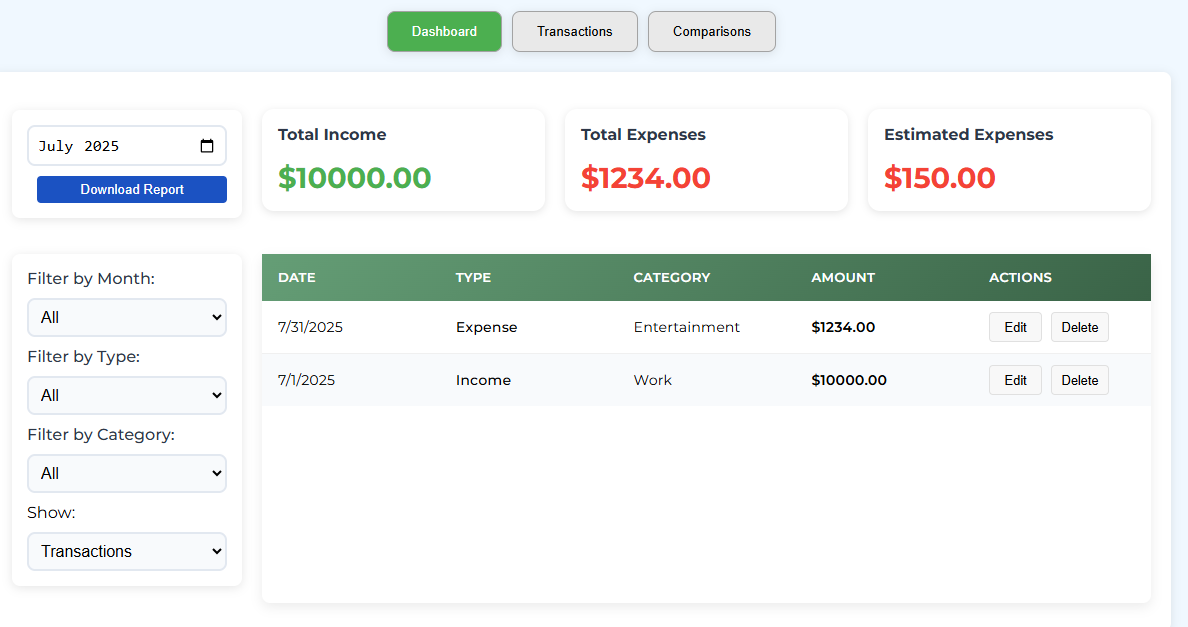 Dashboard Transactions Comparisons
July 2025
Download Report
Total Income
$10000.00
Total Expenses
$1234.00
Estimated Expenses
$150.00
Filter by Month:
All
Filter by Type:
All
Filter by Category:
All
Show:
Transactions
DATE TYPE CATEGORY AMOUNT ACTIONS
7/31/2025 Expense Entertainment $1234.00 Edit Delete
7/1/2025 Income Work $10000.00 Edit Delete